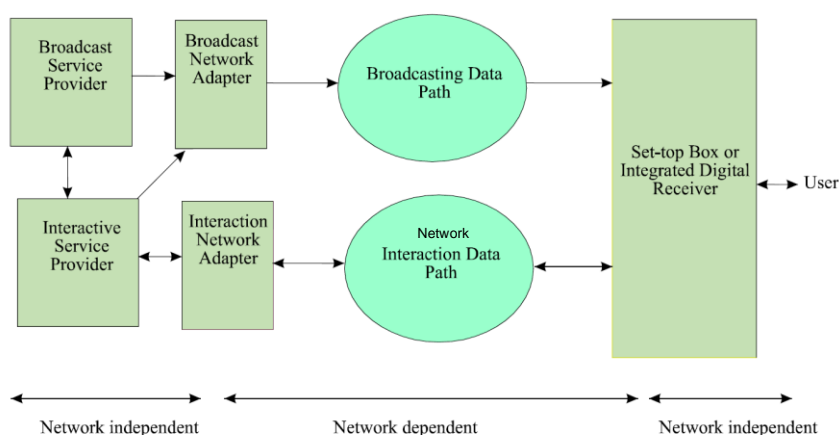 Broadcast
Service
Provider
Broadcast
Network
Adapter
Broadcasting Data
Path
Set-top Box or
Integrated Digital
Receiver
User
Interactive
Service
Provider
Interaction
Network
Adapter
Network
Interaction Data
Path
Network independent
Network dependent
Network independent